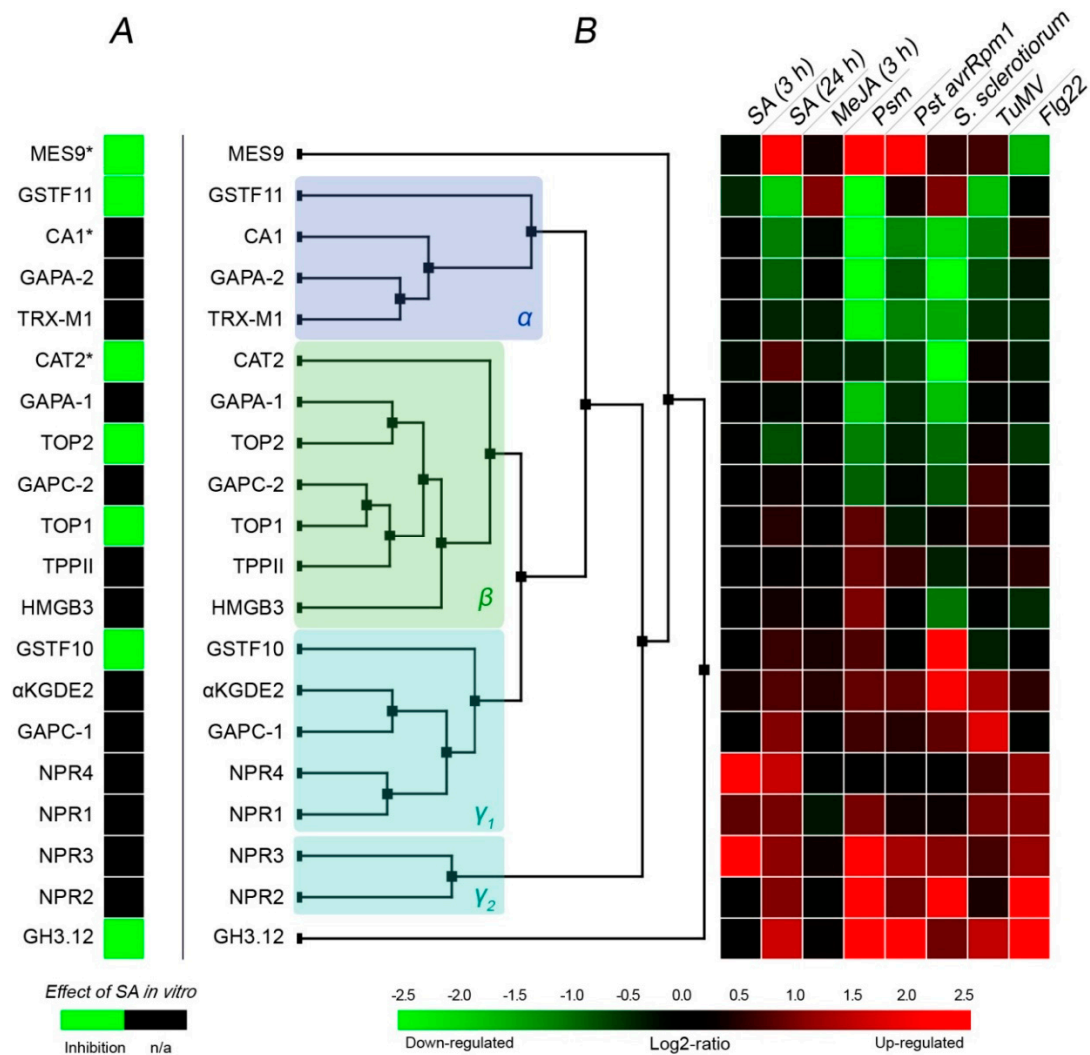 A
B
SA (3 h)
SA (24 h)
MeJA (3 h)
Psm
Pst avrRpm1
S. sclerotiorum
TuMV
Flg22
MES9* MES9
GSTF11 GSTF11
CA1* CA1
GAPA-2 GAPA-2
TRX-M1 TRX-M1 α
CAT2* CAT2
GAPA-1 GAPA-1
TOP2 TOP2
GAPC-2 GAPC-2
TOP1 TOP1
TPPII TPPII
HMGB3 HMGB3 β
GSTF10 GSTF10
αKGDE2 αKGDE2
GAPC-1 GAPC-1
NPR4 NPR4
NPR1 NPR1 γ1
NPR3 NPR3
NPR2 NPR2 γ2
GH3.12 GH3.12
Effect of SA in vitro
Inhibition n/a
-2.5 -2.0 -1.5 -1.0 -0.5 0.0 0.5 1.0 1.5 2.0 2.5
Down-regulated Log2-ratio Up-regulated